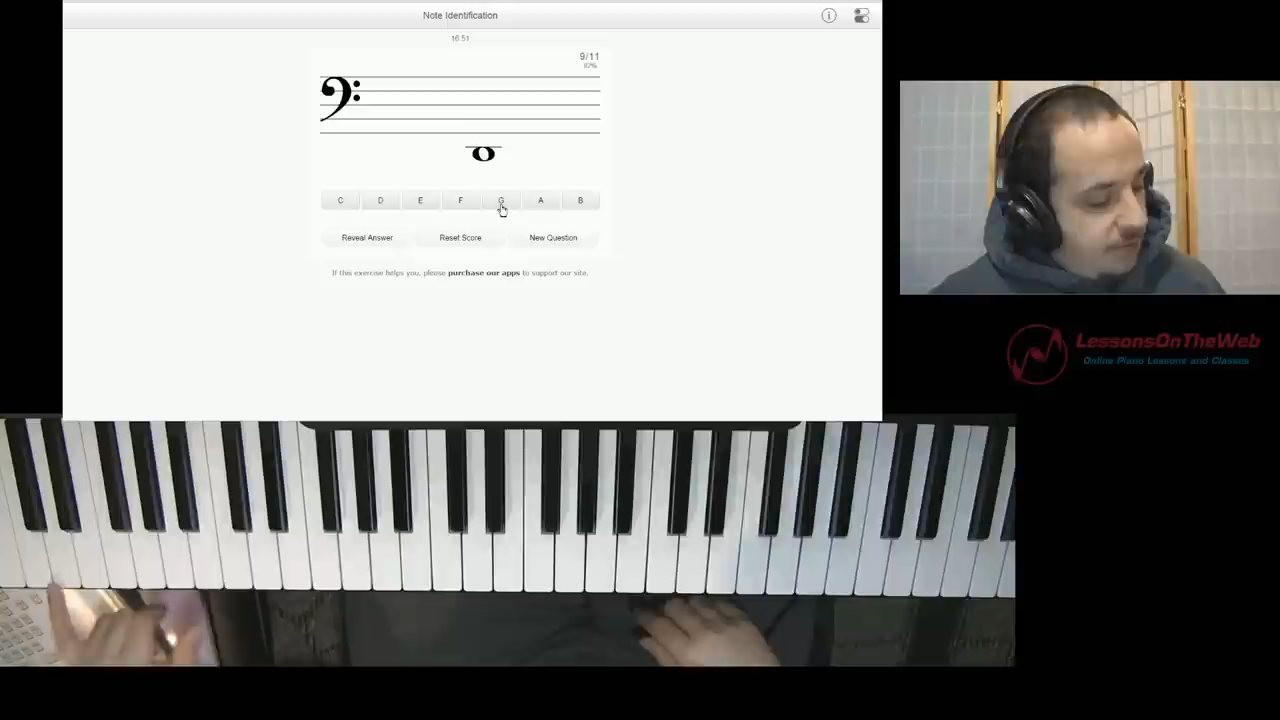 Note Identification
16:51
9/11
82%
C D E F G A B
Reveal Answer Reset Score New Question
If this exercise helps you, please purchase our apps to support our site.
LessonsOnTheWeb
Online Piano Lessons and Classes